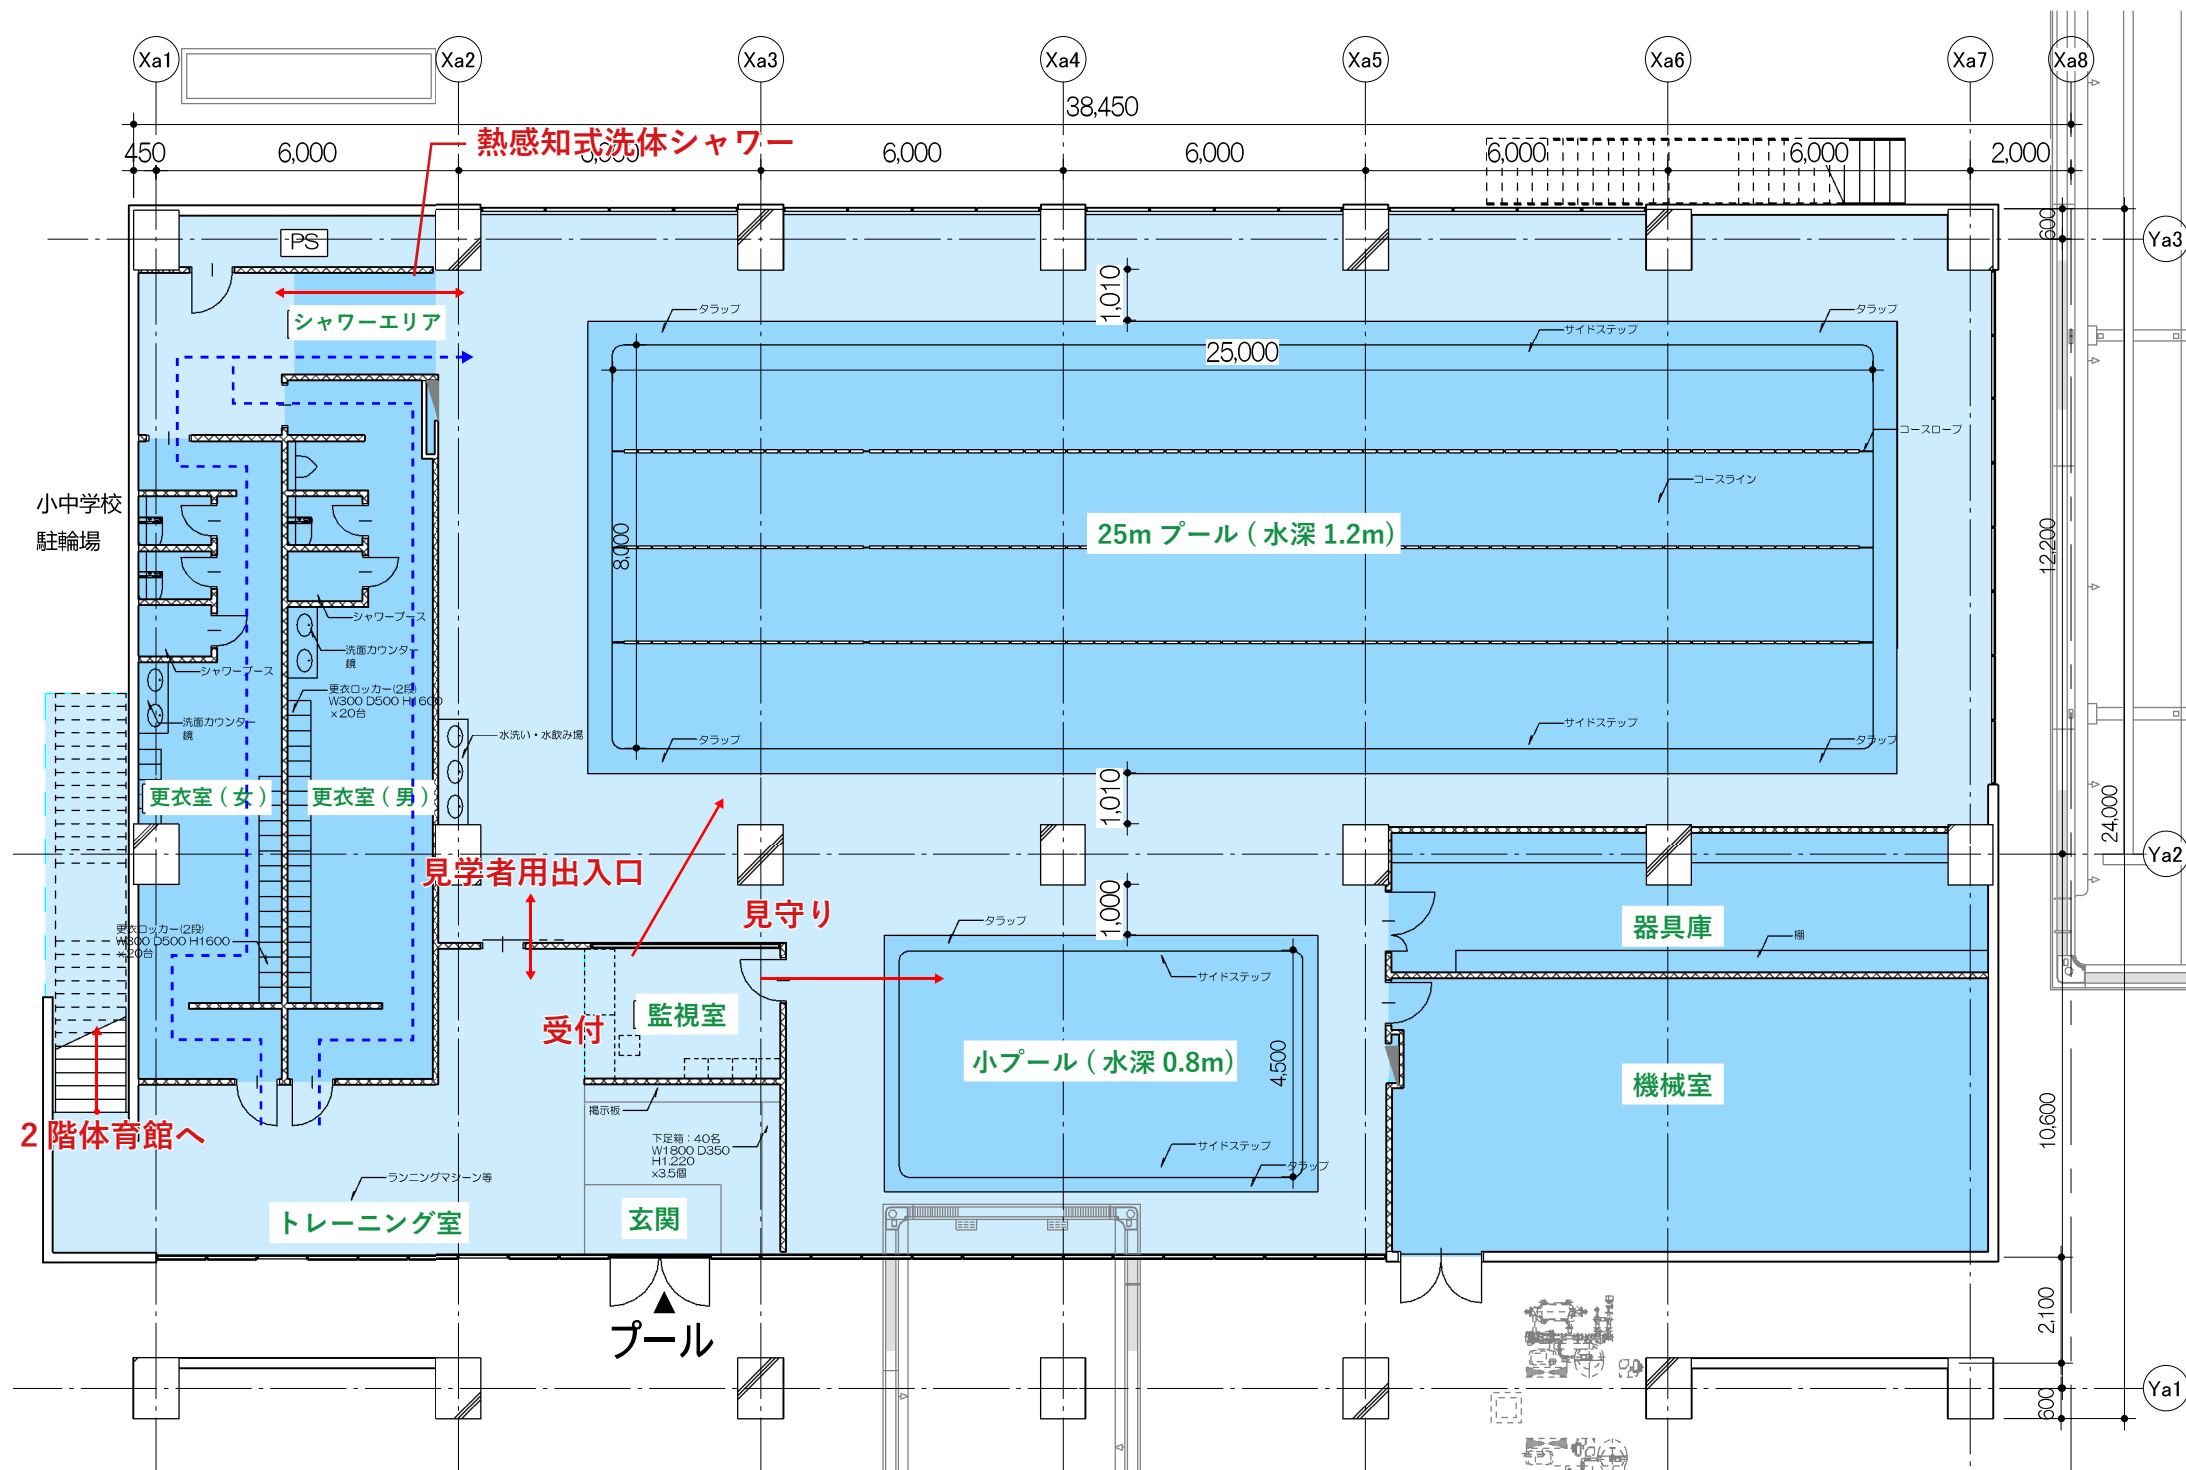 Xa1
Xa2
Xa3
Xa4
Xa5
Xa6
Xa7
Xa8
38,450
熱感知式洗体シャワー
450
6,000
6,000
6,000
6,000
6,000
2,000
PS
600
Ya3
シャワーエリア
1,010
タラップ
サイドステップ
タラップ
25,000
コースロープ
コースライン
小中学校
駐輪場
25m プール ( 水深 1.2m)
8,000
12,200
シャワーブース
洗面カウンター
鏡
シャワーブース
更衣ロッカー(2段)
W300 D500 H1600
×20台
洗面カウンター
鏡
水洗い・水飲み場
タラップ
サイドステップ
タラップ
更衣室 ( 女 )
更衣室 ( 男 )
1,010
24,000
Ya2
見学者用出入口
見守り
1,000
タラップ
器具庫
棚
更衣ロッカー(2段)
W300 D500 H1600
×20台
サイドステップ
監視室
受付
小プール ( 水深 0.8m)
4,500
機械室
掲示板
2 階体育館へ
下足箱：40名
W1800 D350
H1,220
x3.5個
サイドステップ
タラップ
10,600
ランニングマシーン等
トレーニング室
玄関
プール
2,100
600
Ya1